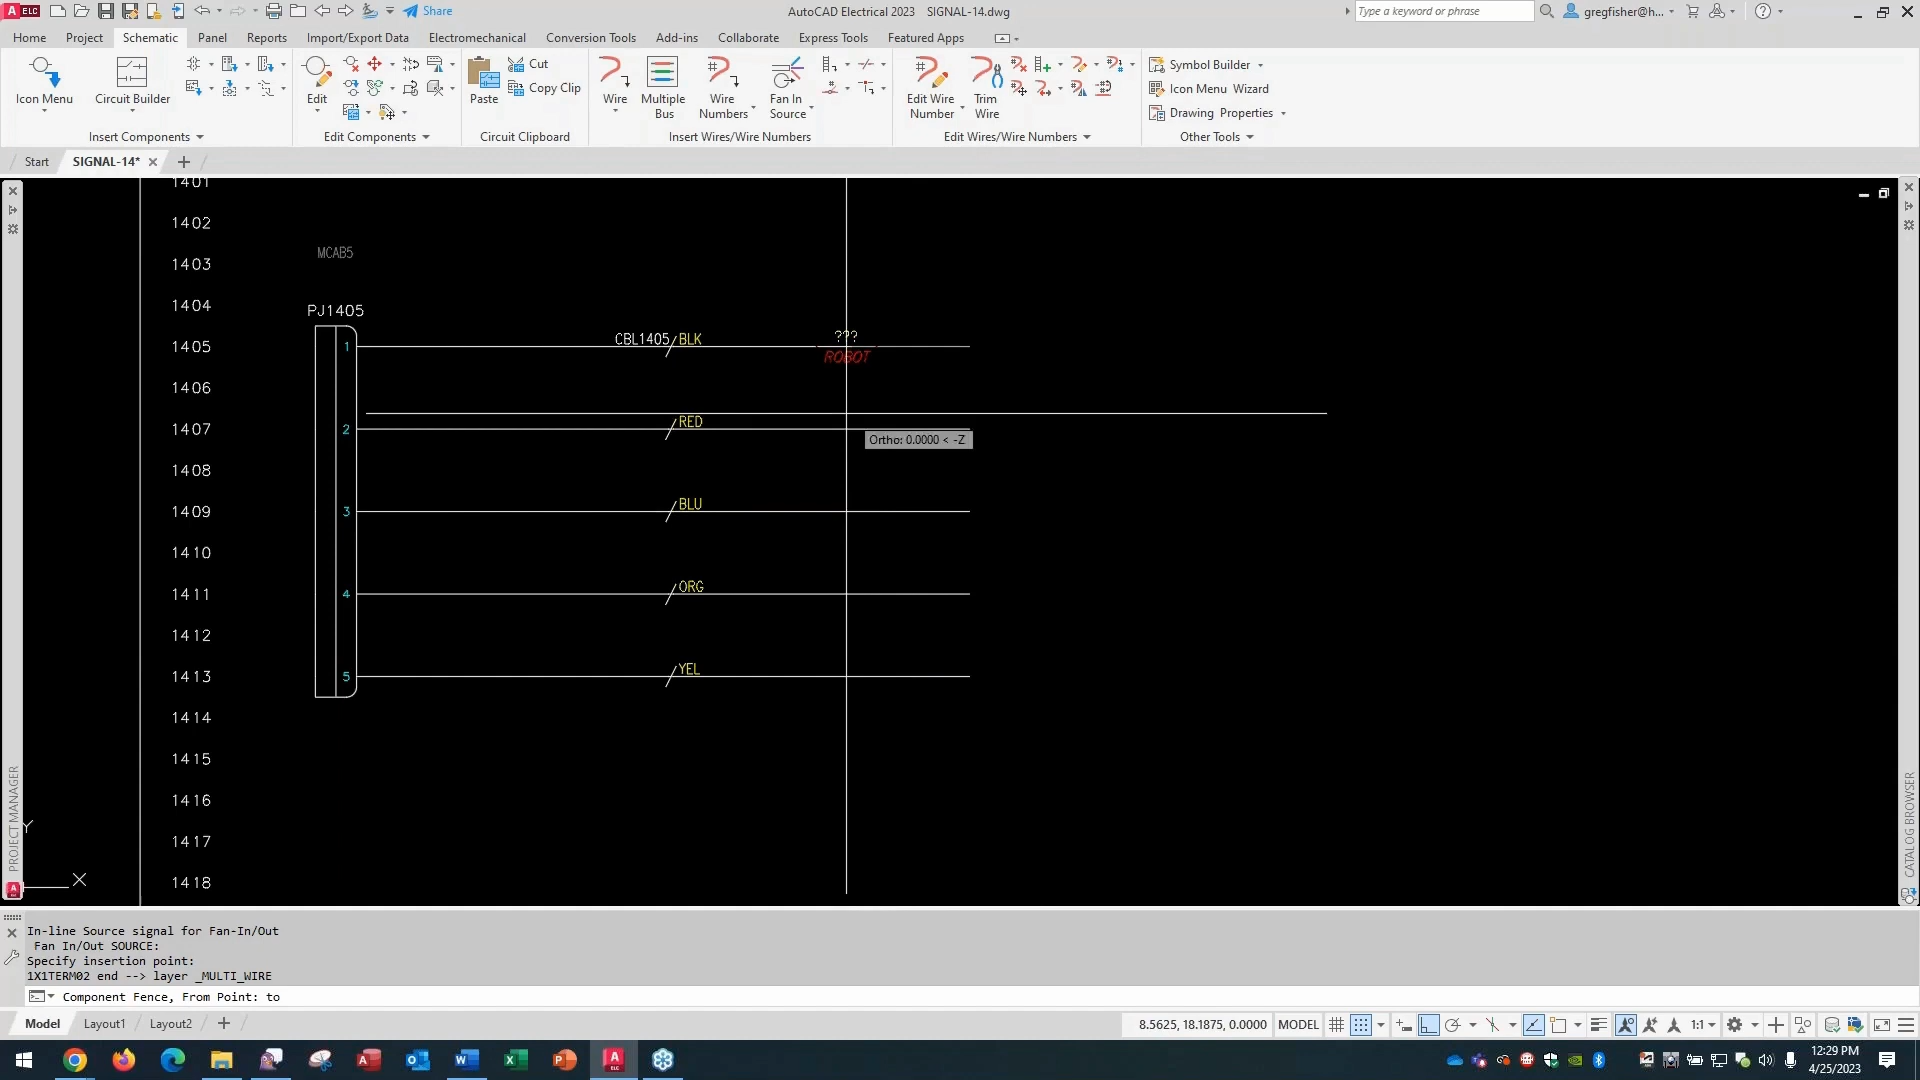 A ELC
Share
AutoCAD Electrical 2023 SIGNAL-14.dwg
Type a keyword or phrase
gregfisher@h...
Home Project Schematic Panel Reports Import/Export Data Electromechanical Conversion Tools Add-ins Collaborate Express Tools Featured Apps
Icon Menu
Circuit Builder
Insert Components
Edit
Edit Components
Paste
Cut
Copy Clip
Circuit Clipboard
Wire
Multiple Bus
Wire Numbers
Fan In Source
Insert Wires/Wire Numbers
Edit Wire Number
Trim Wire
Edit Wires/Wire Numbers
Symbol Builder
Icon Menu Wizard
Drawing Properties
Other Tools
Start SIGNAL-14*
1401
1402
MCAB5
1403
1404
PJ1405
1405 1 CBL1405 BLK ???
ROBOT
1406
1407 2 RED
Ortho: 0.0000 < -Z
1408
1409 3 BLU
1410
1411 4 ORG
1412
1413 5 YEL
1414
1415
1416
1417
1418
Y
X
PROJECT MANAGER
CATALOG BROWSER
In-line Source signal for Fan-In/Out
Fan In/Out SOURCE:
Specify insertion point:
1X1TERM02 end --> layer _MULTI_WIRE
Component Fence, From Point: to
Model Layout1 Layout2
8.5625, 18.1875, 0.0000 MODEL 1:1
12:29 PM
4/25/2023